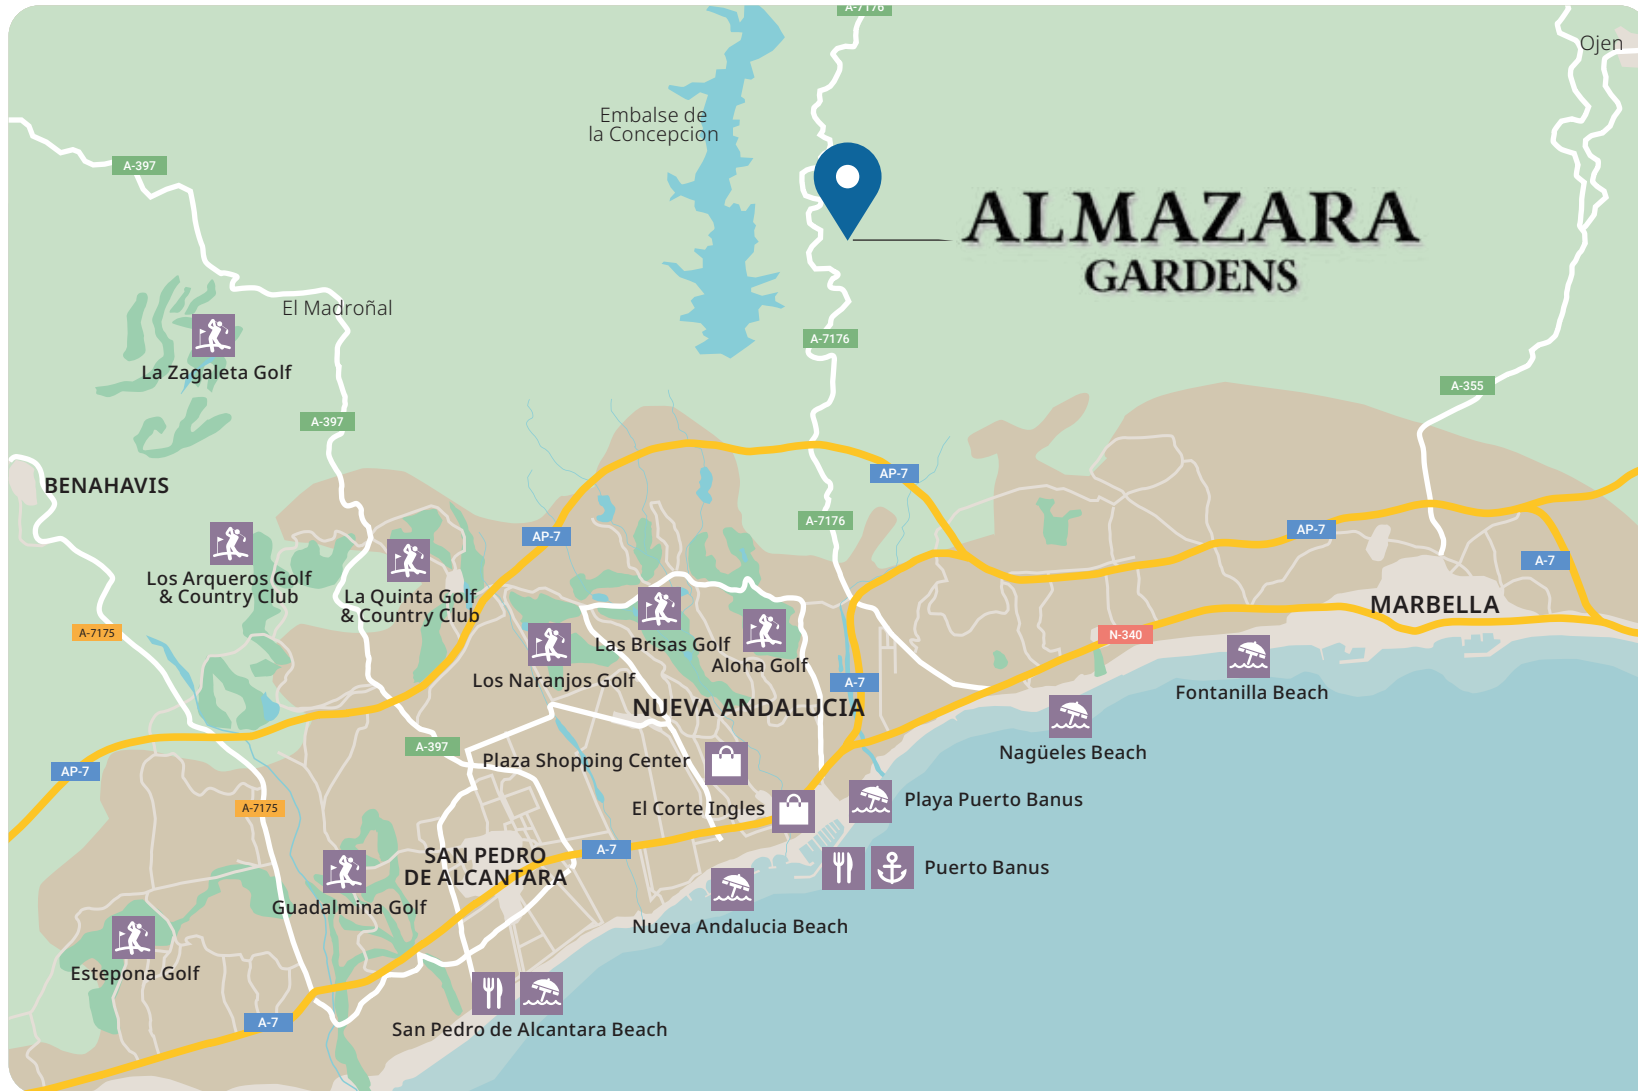 A-7176
Ojen
Embalse de
la Concepcion
A-397
ALMAZARA
GARDENS
El Madroñal
A-7176
La Zagaleta Golf
A-355
A-397
AP-7
BENAHAVIS
A-7176
AP-7
AP-7
A-7
Los Arqueros Golf
& Country Club
La Quinta Golf
& Country Club
MARBELLA
A-7175
N-340
Las Brisas Golf
Aloha Golf
Los Naranjos Golf
A-7
Fontanilla Beach
NUEVA ANDALUCIA
A-397
Nagüeles Beach
Plaza Shopping Center
AP-7
Playa Puerto Banus
A-7175
El Corte Ingles
A-7
SAN PEDRO
DE ALCANTARA
Puerto Banus
Guadalmina Golf
Nueva Andalucia Beach
Estepona Golf
A-7
San Pedro de Alcantara Beach